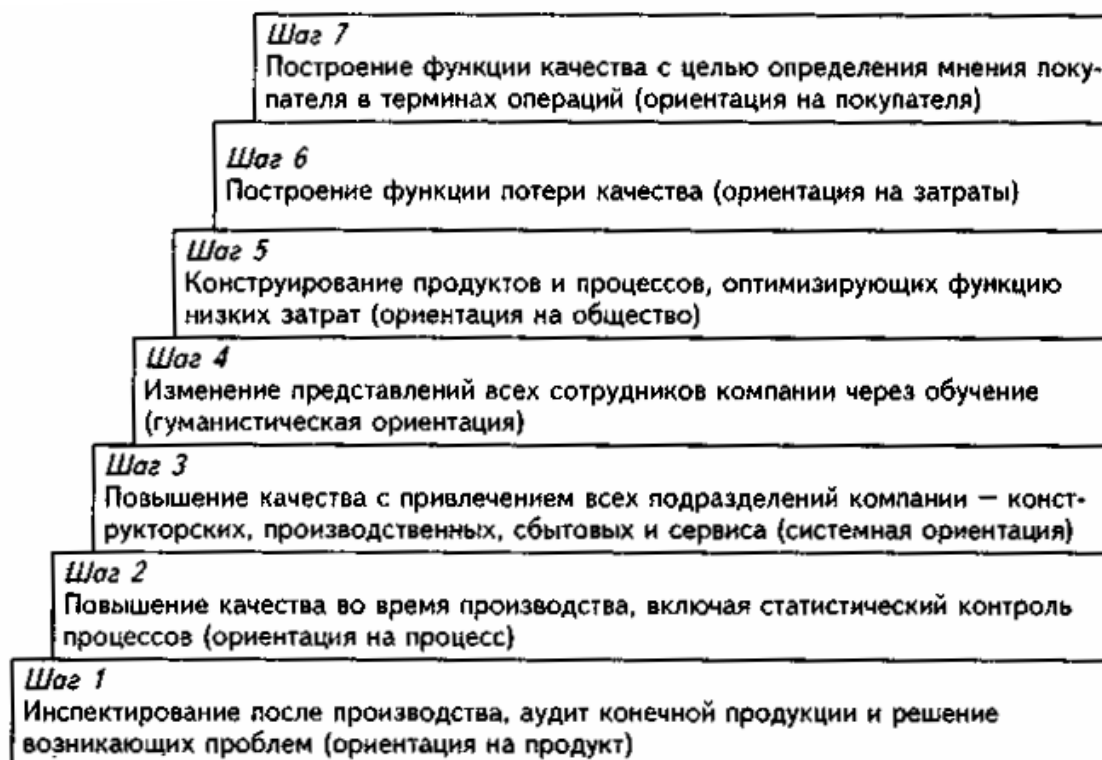 Шаг 7
Построение функции качества с целью определения мнения поку-
пателя в терминах операций (ориентация на покупателя)
Шаг 6
Построение функции потери качества (ориентация на затраты)
Шаг 5
Конструирование продуктов и процессов, оптимизирующих функцию
низких затрат (ориентация на общество)
Шаг 4
Изменение представлений всех сотрудников компании через обучение
(гуманистическая ориентация)
Шаг 3
Повышение качества с привлечением всех подразделений компании — конст-
рукторских, производственных, сбытовых и сервиса (системная ориентация)
Шаг 2
Повышение качества во время производства, включая статистический контроль
процессов (ориентация на процесс)
Шаг 1
Инспектирование после производства, аудит конечной продукции и решение
возникающих проблем (ориентация на продукт)